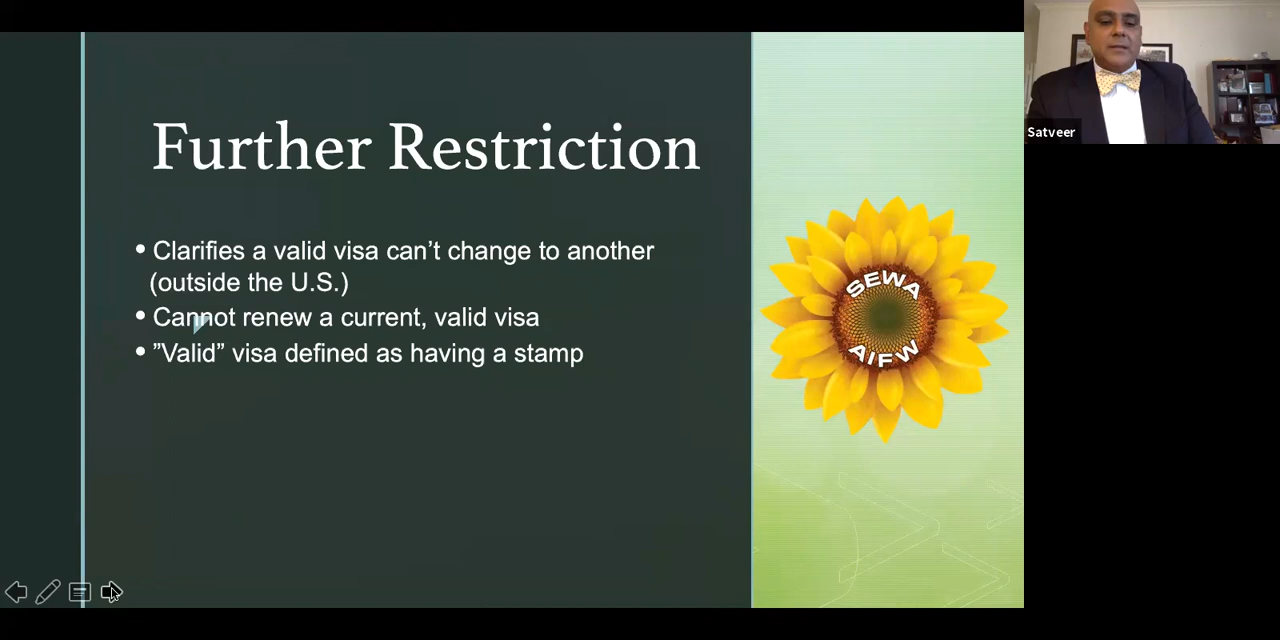 Further Restriction
• Clarifies a valid visa can’t change to another
(outside the U.S.)
• Cannot renew a current, valid visa
• ”Valid” visa defined as having a stamp
SEWA
AIFW
Satveer